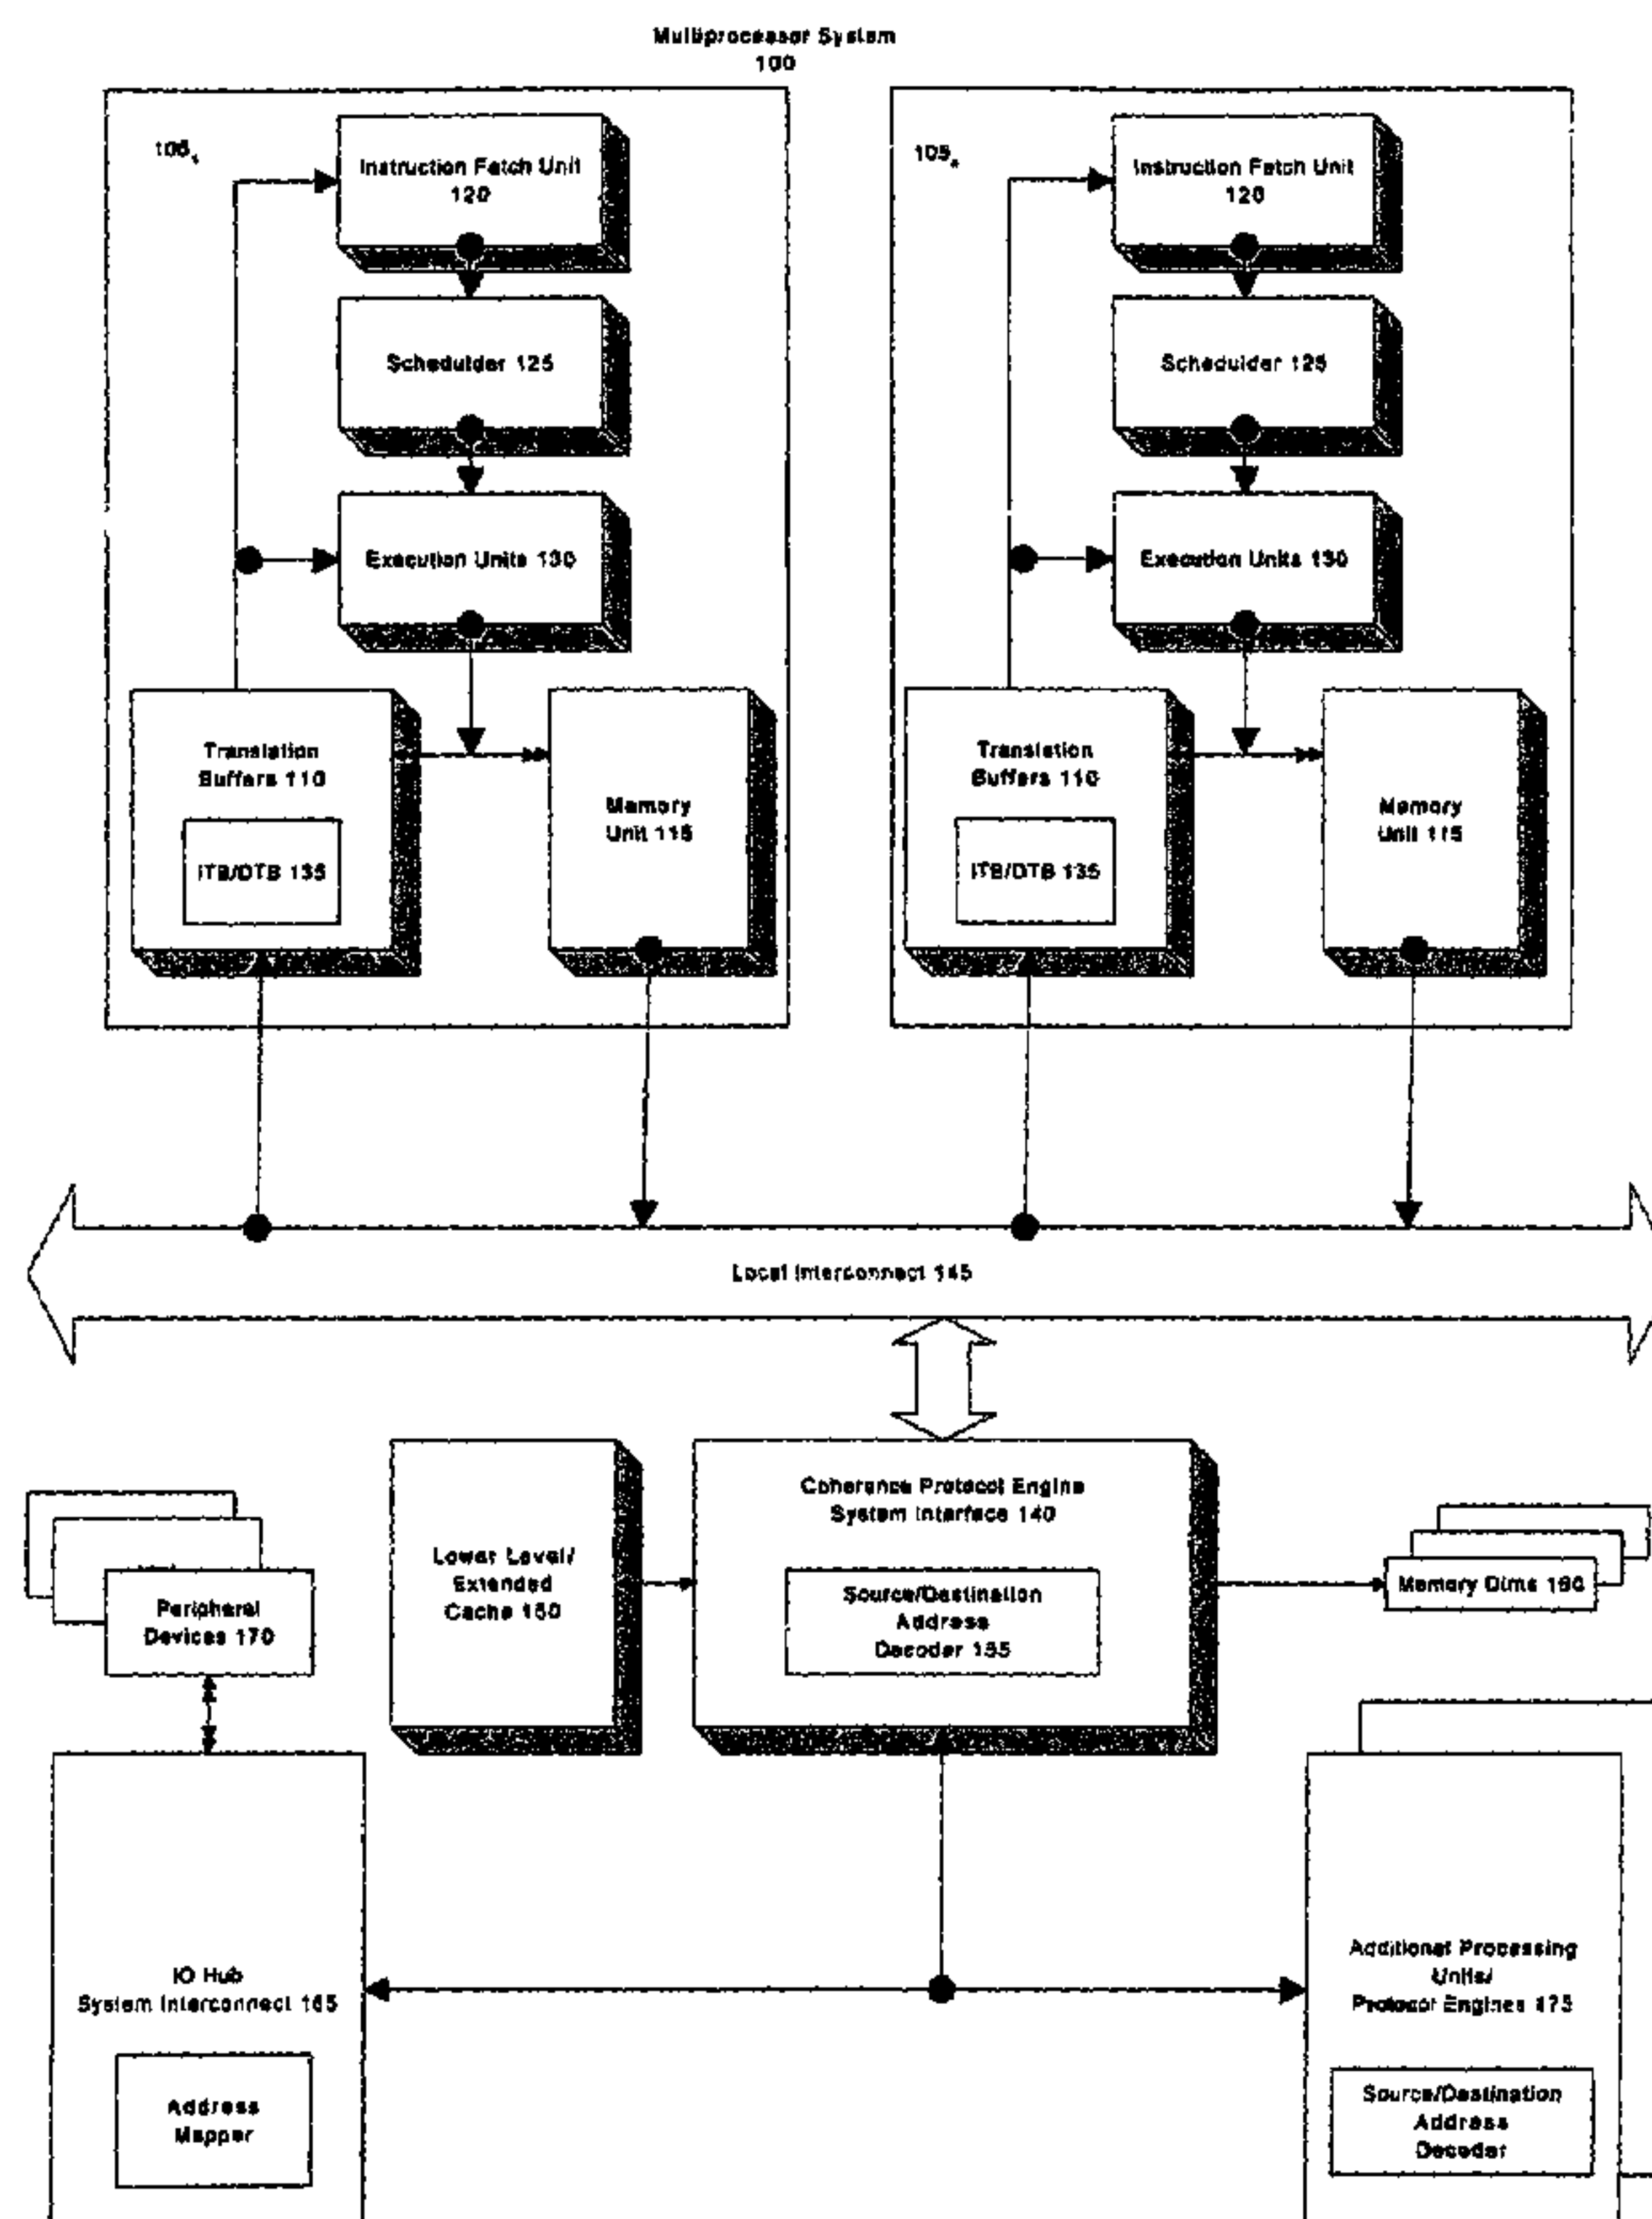 Multiprocessor System
100
105
Instruction Fetch Unit
120
Schedulder 125
Execution Units 130
Translation
Buffers 110
ITB/DTB 135
Memory
Unit 115
105
Instruction Fetch Unit
120
Schedulder 125
Execution Units 130
Translation
Buffers 110
ITB/DTB 135
Memory
Unit 115
Local Interconnect 145
Peripheral
Devices 170
Lower Level/
Extended
Cache 150
Coherence Protocol Engine
System Interface 140
Source/Destination
Address
Decoder 155
Memory Dims 160
IO Hub
System Interconnect 165
Address
Mapper
Additional Processing
Units/
Protocol Engines 175
Source/Destination
Address
Decoder